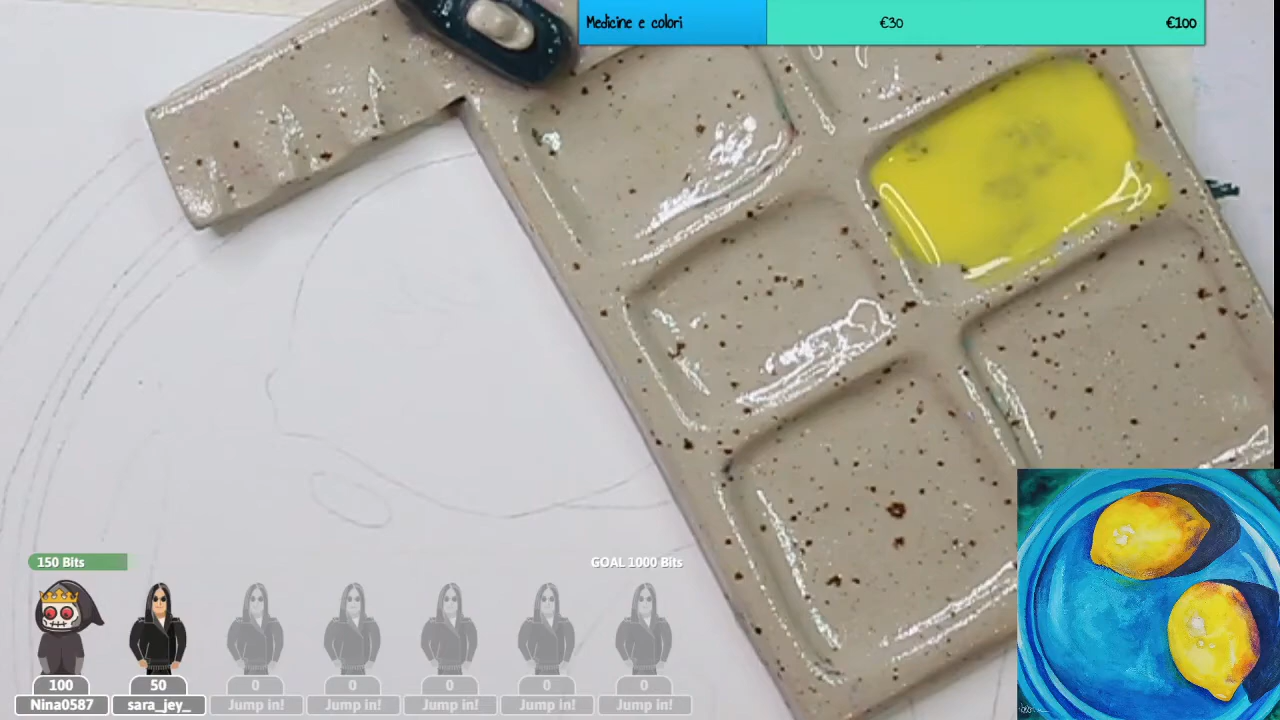 Medicine e colori €30 €100
150 Bits GOAL 1000 Bits
100 50 0 0 0 0 0
Nina0587 sara_jey_ Jump in! Jump in! Jump in! Jump in! Jump in!